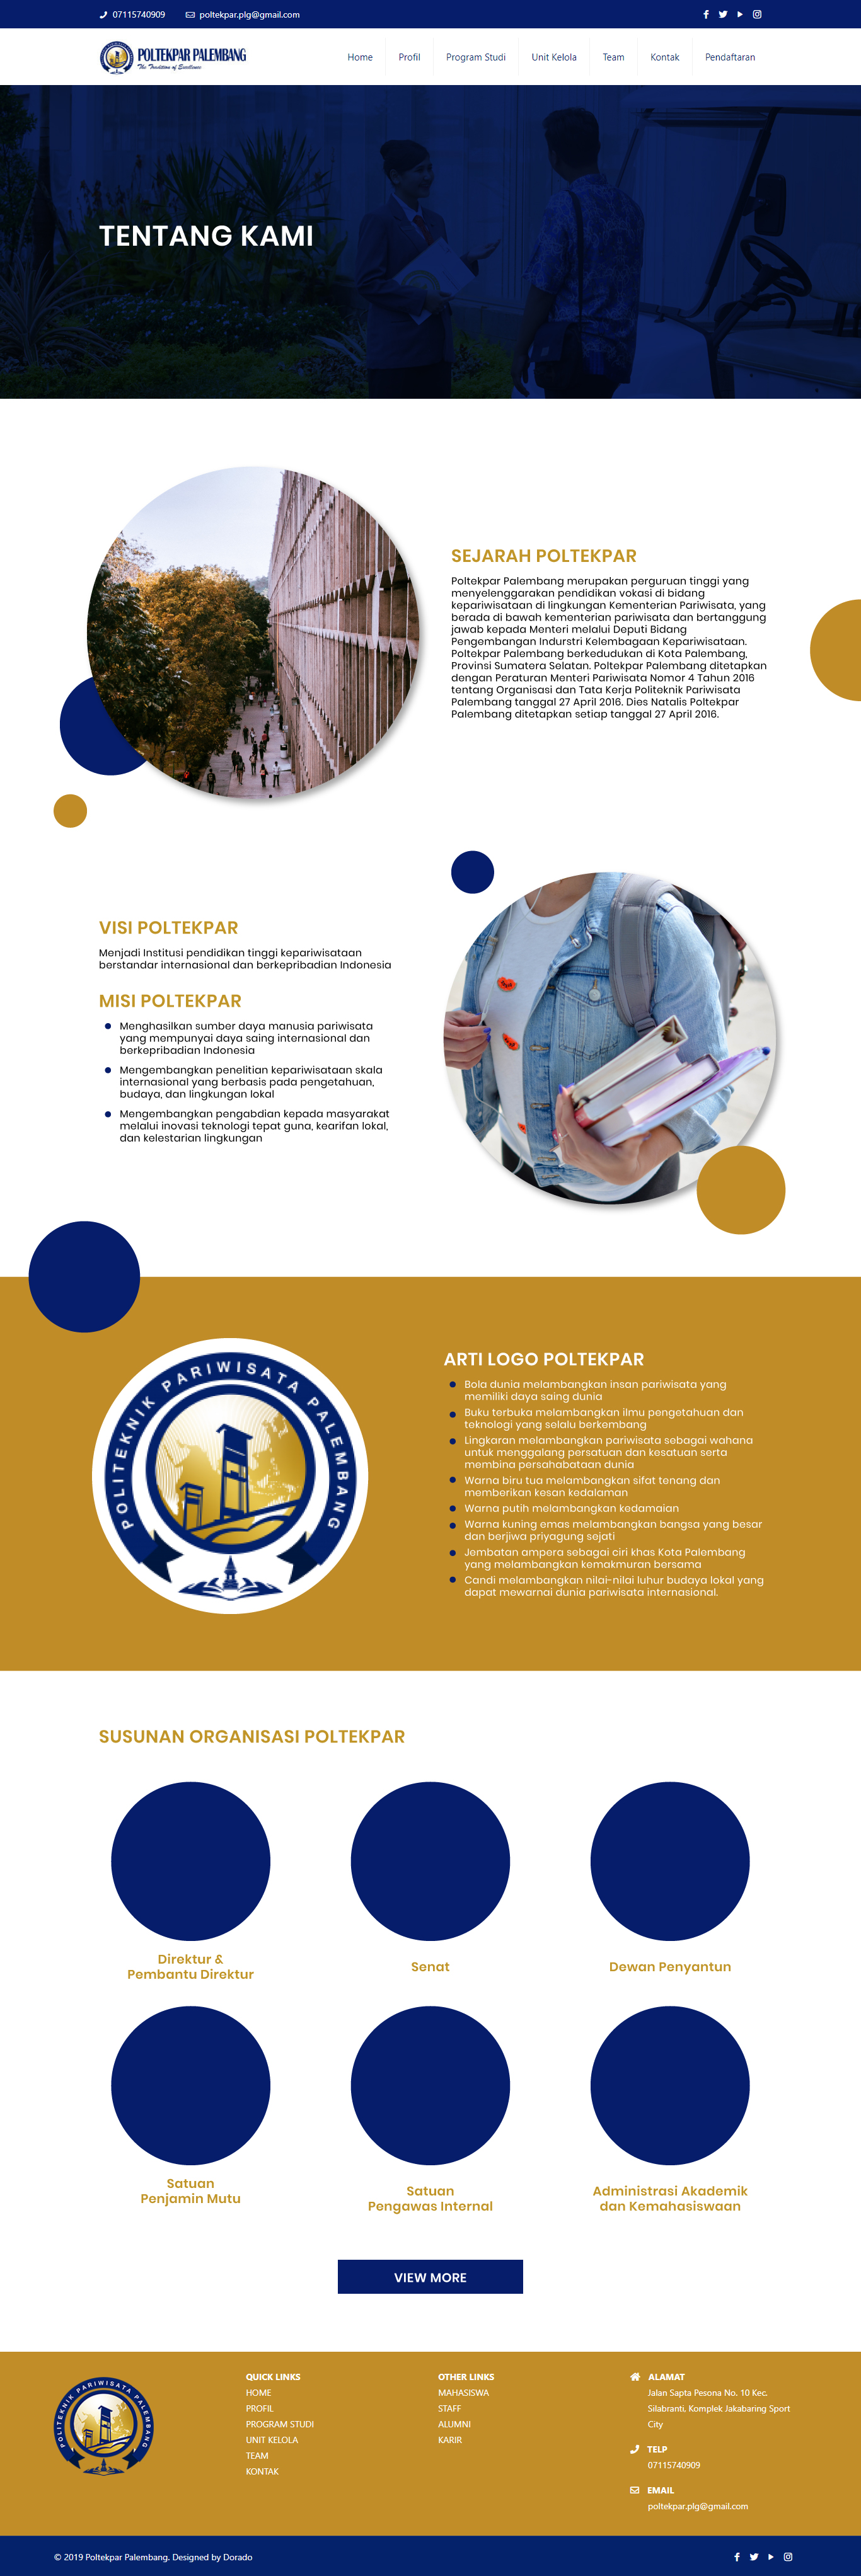 07115740909 poltekpar.plg@gmail.com
POLTEKPAR PALEMBANG
The Tradition of Excellence
Home Profil Program Studi Unit Kelola Team Kontak Pendaftaran
TENTANG KAMI
SEJARAH POLTEKPAR
Poltekpar Palembang merupakan perguruan tinggi yang
menyelenggarakan pendidikan vokasi di bidang
kepariwisataan di lingkungan Kementerian Pariwisata, yang
berada di bawah kementerian pariwisata dan bertanggung
jawab kepada Menteri melalui Deputi Bidang
Pengembangan Indurstri Kelembagaan Kepariwisataan.
Poltekpar Palembang berkedudukan di Kota Palembang,
Provinsi Sumatera Selatan. Poltekpar Palembang ditetapkan
dengan Peraturan Menteri Pariwisata Nomor 4 Tahun 2016
tentang Organisasi dan Tata Kerja Politeknik Pariwisata
Palembang tanggal 27 April 2016. Dies Natalis Poltekpar
Palembang ditetapkan setiap tanggal 27 April 2016.
VISI POLTEKPAR
Menjadi Institusi pendidikan tinggi kepariwisataan
berstandar internasional dan berkepribadian Indonesia
MISI POLTEKPAR
Menghasilkan sumber daya manusia pariwisata
yang mempunyai daya saing internasional dan
berkepribadian Indonesia
Mengembangkan penelitian kepariwisataan skala
internasional yang berbasis pada pengetahuan,
budaya, dan lingkungan lokal
Mengembangkan pengabdian kepada masyarakat
melalui inovasi teknologi tepat guna, kearifan lokal,
dan kelestarian lingkungan
POLITEKNIK PARIWISATA PALEMBANG
ARTI LOGO POLTEKPAR
Bola dunia melambangkan insan pariwisata yang
memiliki daya saing dunia
Buku terbuka melambangkan ilmu pengetahuan dan
teknologi yang selalu berkembang
Lingkaran melambangkan pariwisata sebagai wahana
untuk menggalang persatuan dan kesatuan serta
membina persahabataan dunia
Warna biru tua melambangkan sifat tenang dan
memberikan kesan kedalaman
Warna putih melambangkan kedamaian
Warna kuning emas melambangkan bangsa yang besar
dan berjiwa priyagung sejati
Jembatan ampera sebagai ciri khas Kota Palembang
yang melambangkan kemakmuran bersama
Candi melambangkan nilai-nilai luhur budaya lokal yang
dapat mewarnai dunia pariwisata internasional.
SUSUNAN ORGANISASI POLTEKPAR
Direktur &
Pembantu Direktur
Senat
Dewan Penyantun
Satuan
Penjamin Mutu
Satuan
Pengawas Internal
Administrasi Akademik
dan Kemahasiswaan
VIEW MORE
POLITEKNIK PARIWISATA PALEMBANG
QUICK LINKS
HOME
PROFIL
PROGRAM STUDI
UNIT KELOLA
TEAM
KONTAK
OTHER LINKS
MAHASISWA
STAFF
ALUMNI
KARIR
ALAMAT
Jalan Sapta Pesona No. 10 Kec.
Silabranti, Komplek Jakabaring Sport
City
TELP
07115740909
EMAIL
poltekpar.plg@gmail.com
© 2019 Poltekpar Palembang. Designed by Dorado